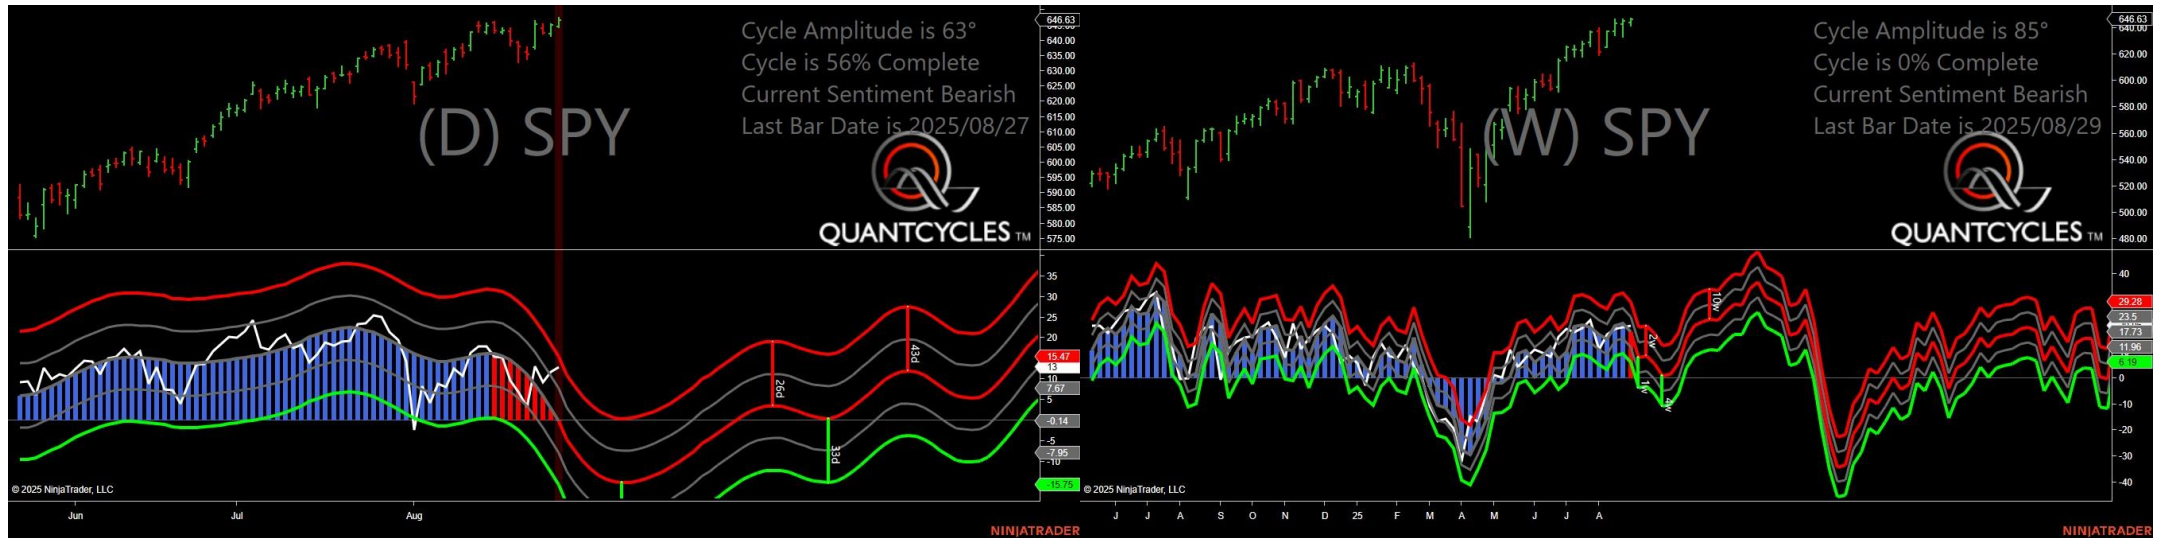 Cycle Amplitude is 63°
Cycle is 56% Complete
Current Sentiment Bearish
Last Bar Date is 2025/08/27
(D) SPY
QUANTCYCLES TM
646.63
640.00
635.00
630.00
625.00
620.00
615.00
610.00
605.00
600.00
595.00
590.00
585.00
580.00
575.00
35
30
25
20
15.47
13
10
7.67
5
-0.14
-5
-7.95
-10
-15.75
26d
33d
43d
© 2025 NinjaTrader, LLC
Jun Jul Aug
NINJATRADER
Cycle Amplitude is 85°
Cycle is 0% Complete
Current Sentiment Bearish
Last Bar Date is 2025/08/29
(W) SPY
QUANTCYCLES TM
646.63
640.00
620.00
600.00
580.00
560.00
540.00
520.00
500.00
480.00
40
29.28
23.5
17.73
11.96
6.19
0
-10
-20
-30
-40
10w
2w
1w
4w
© 2025 NinjaTrader, LLC
J J A S O N D 25 F M A M J J A
NINJATRADER